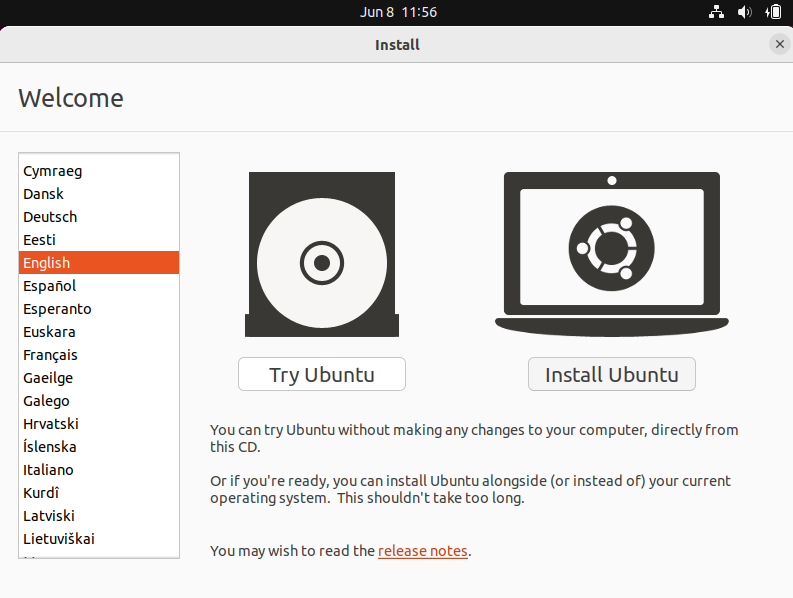 Jun 8 11:56
Install
Welcome
Cymraeg
Dansk
Deutsch
Eesti
English
Español
Esperanto
Euskara
Français
Gaeilge
Galego
Hrvatski
Íslenska
Italiano
Kurdî
Latviski
Lietuviškai
Try Ubuntu
Install Ubuntu
You can try Ubuntu without making any changes to your computer, directly from
this CD.
Or if you're ready, you can install Ubuntu alongside (or instead of) your current
operating system. This shouldn't take too long.
You may wish to read the release notes.